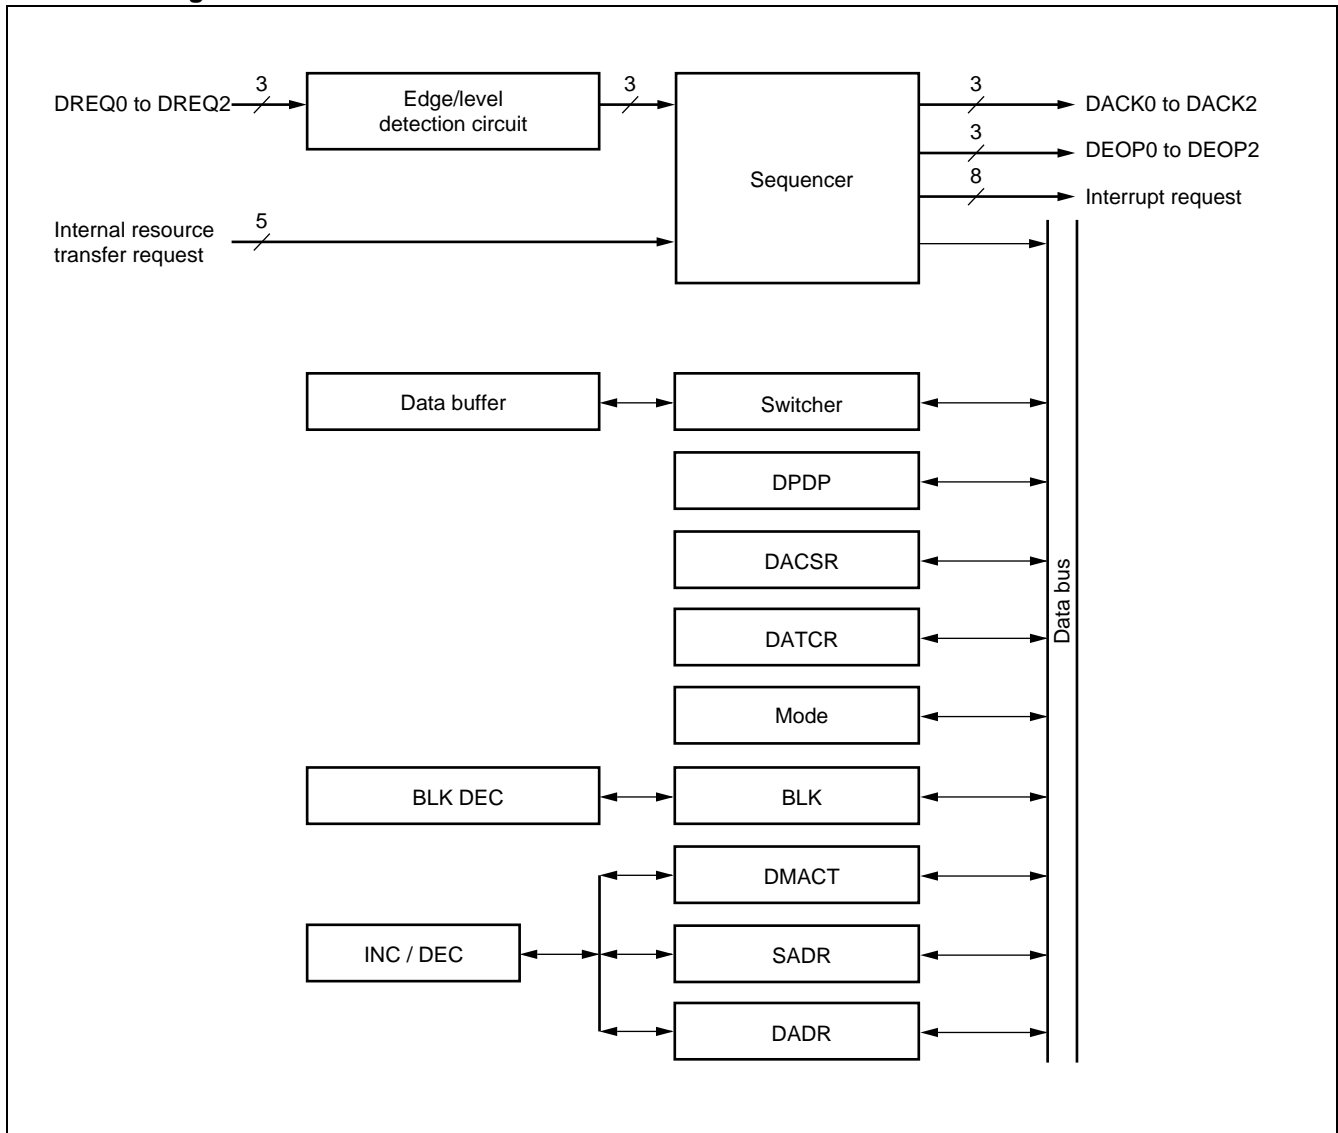 3
3
3
DREQ0 to DREQ2
Edge/level
detection circuit
DACK0 to DACK2
3
DEOP0 to DEOP2
Sequencer
8
Interrupt request
5
Internal resource
transfer request
Data buffer
Switcher
DPDP
DACSR
Data bus
DATCR
Mode
BLK DEC
BLK
DMACT
INC / DEC
SADR
DADR